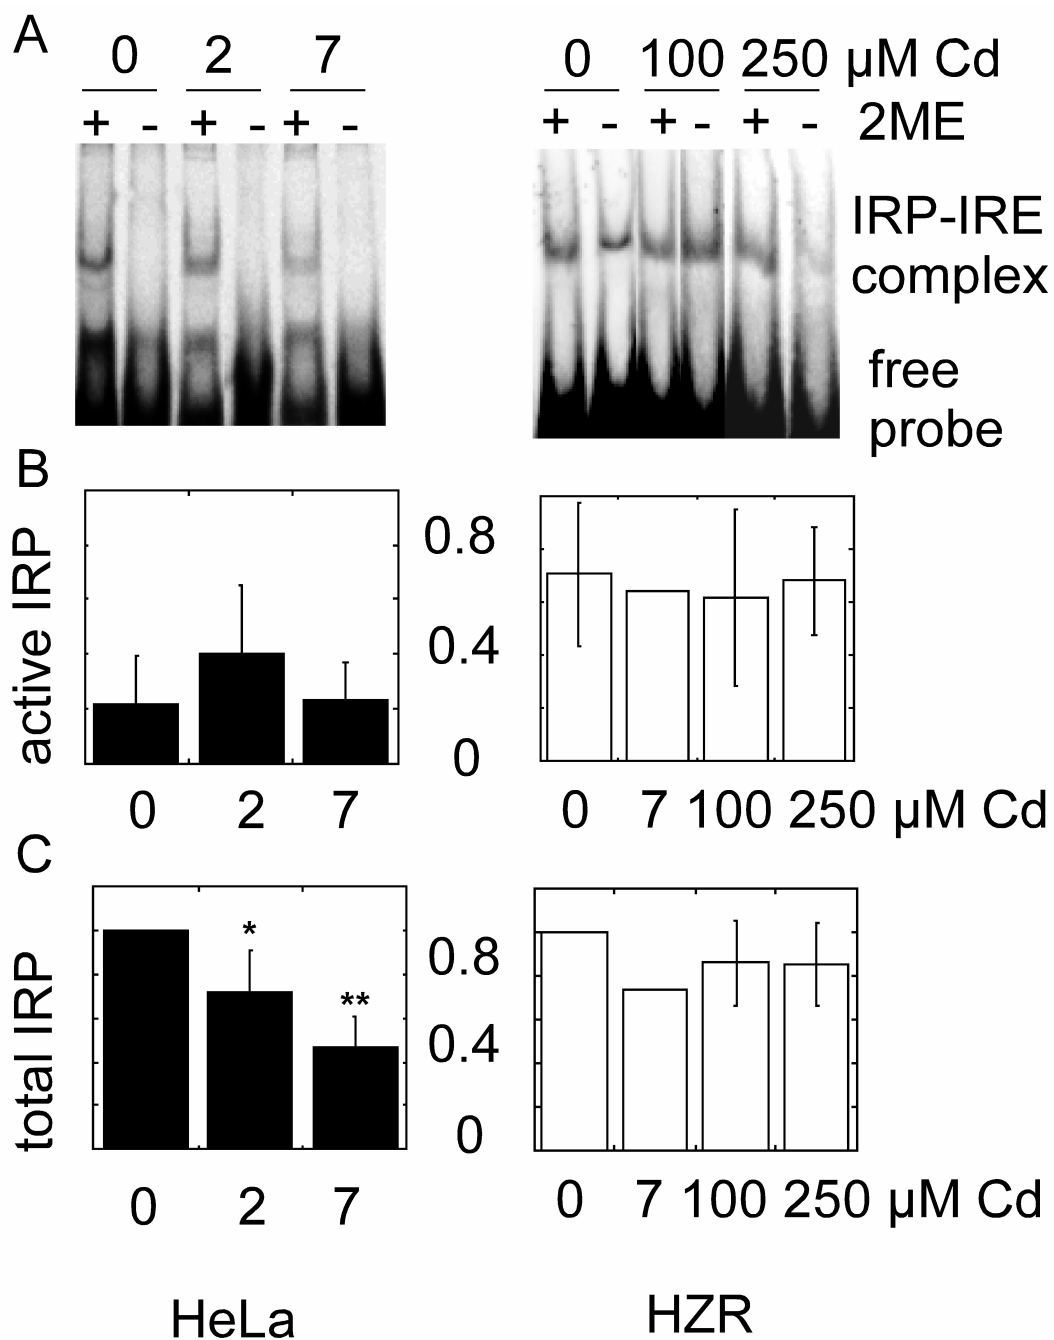 A
0 2 7
0 100 250 µM Cd
+ - + - + -
+ - + - + - 2ME
IRP-IRE
complex
free
probe
B
active IRP
0.8
0.4
0
0 2 7
0 7 100 250 µM Cd
C
total IRP
* **
0.8
0.4
0
0 2 7
0 7 100 250 µM Cd
HeLa
HZR